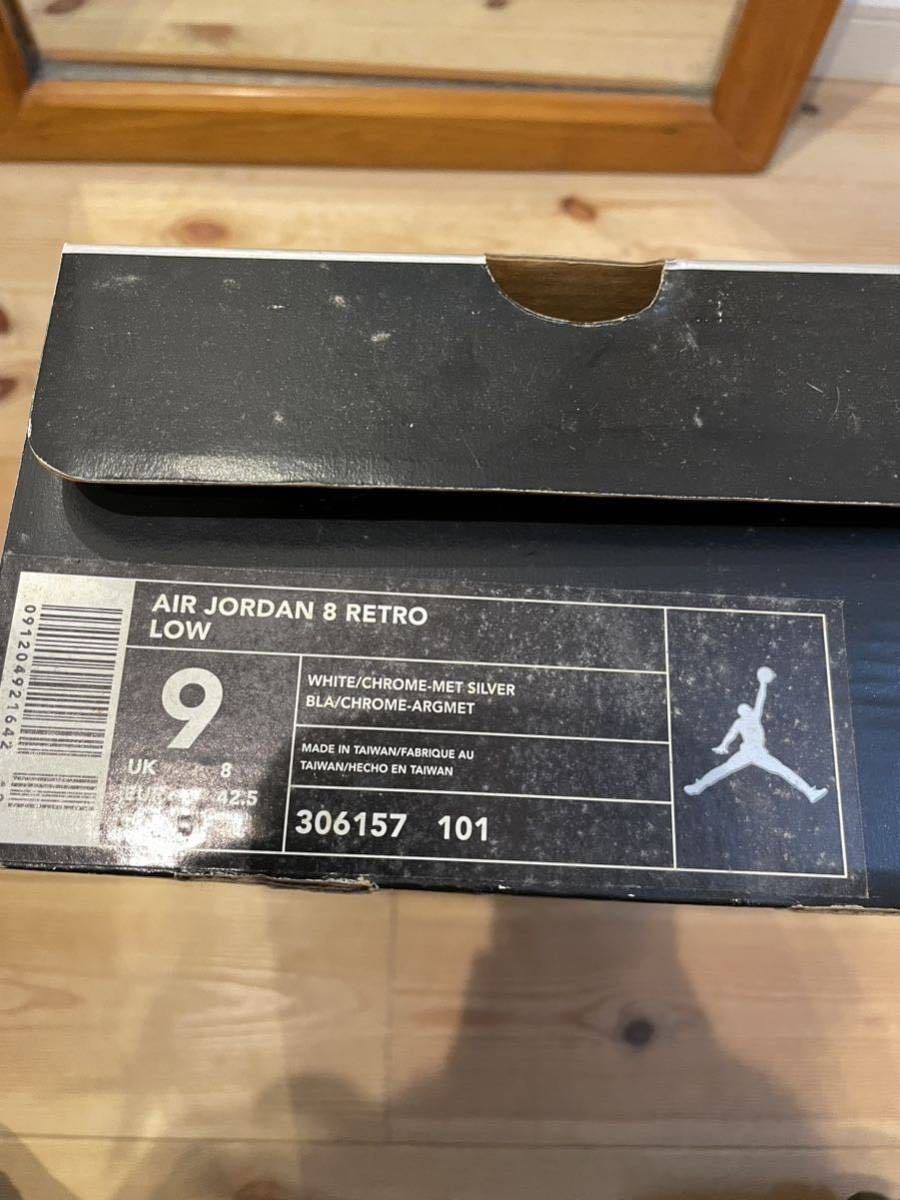 AIR JORDAN 8 RETRO
LOW
9
WHITE/CHROME-MET SILVER
BLA/CHROME-ARGMET
MADE IN TAIWAN/FABRIQUE AU
TAIWAN/HECHO EN TAIWAN
UK 8
42.5
306157 101
091204921642